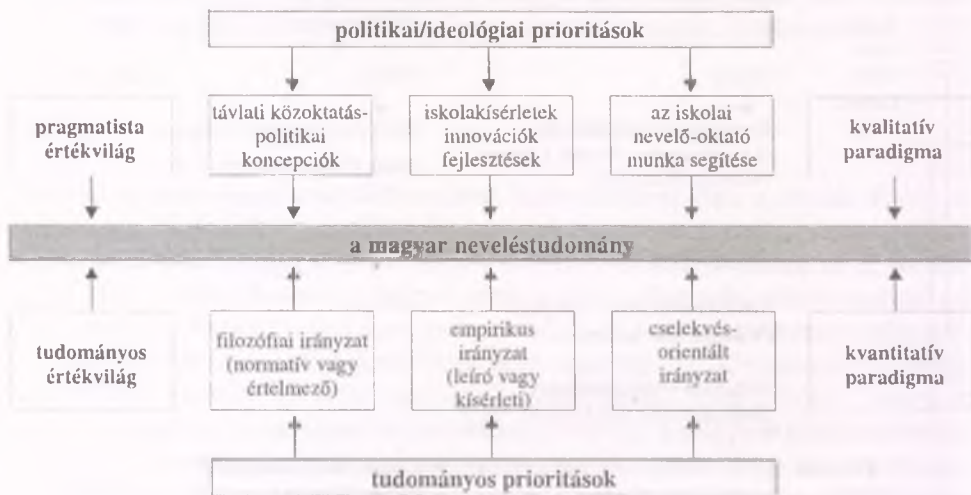 politikai/ideológiai prioritások
pragmatista
értékvilág
távlati közoktatás-
politikai
koncepciók
iskolakísérletek
innovációk
fejlesztések
az iskolai
nevelő-oktató
munka segítése
kvalitatív
paradigma
a magyar neveléstudomány
tudományos
értékvilág
filozófiai irányzat
(normatív vagy
értelmező)
empirikus
irányzat
(leíró vagy
kísérleti)
cselekvés-
orientált
irányzat
kvantitatív
paradigma
tudományos prioritások